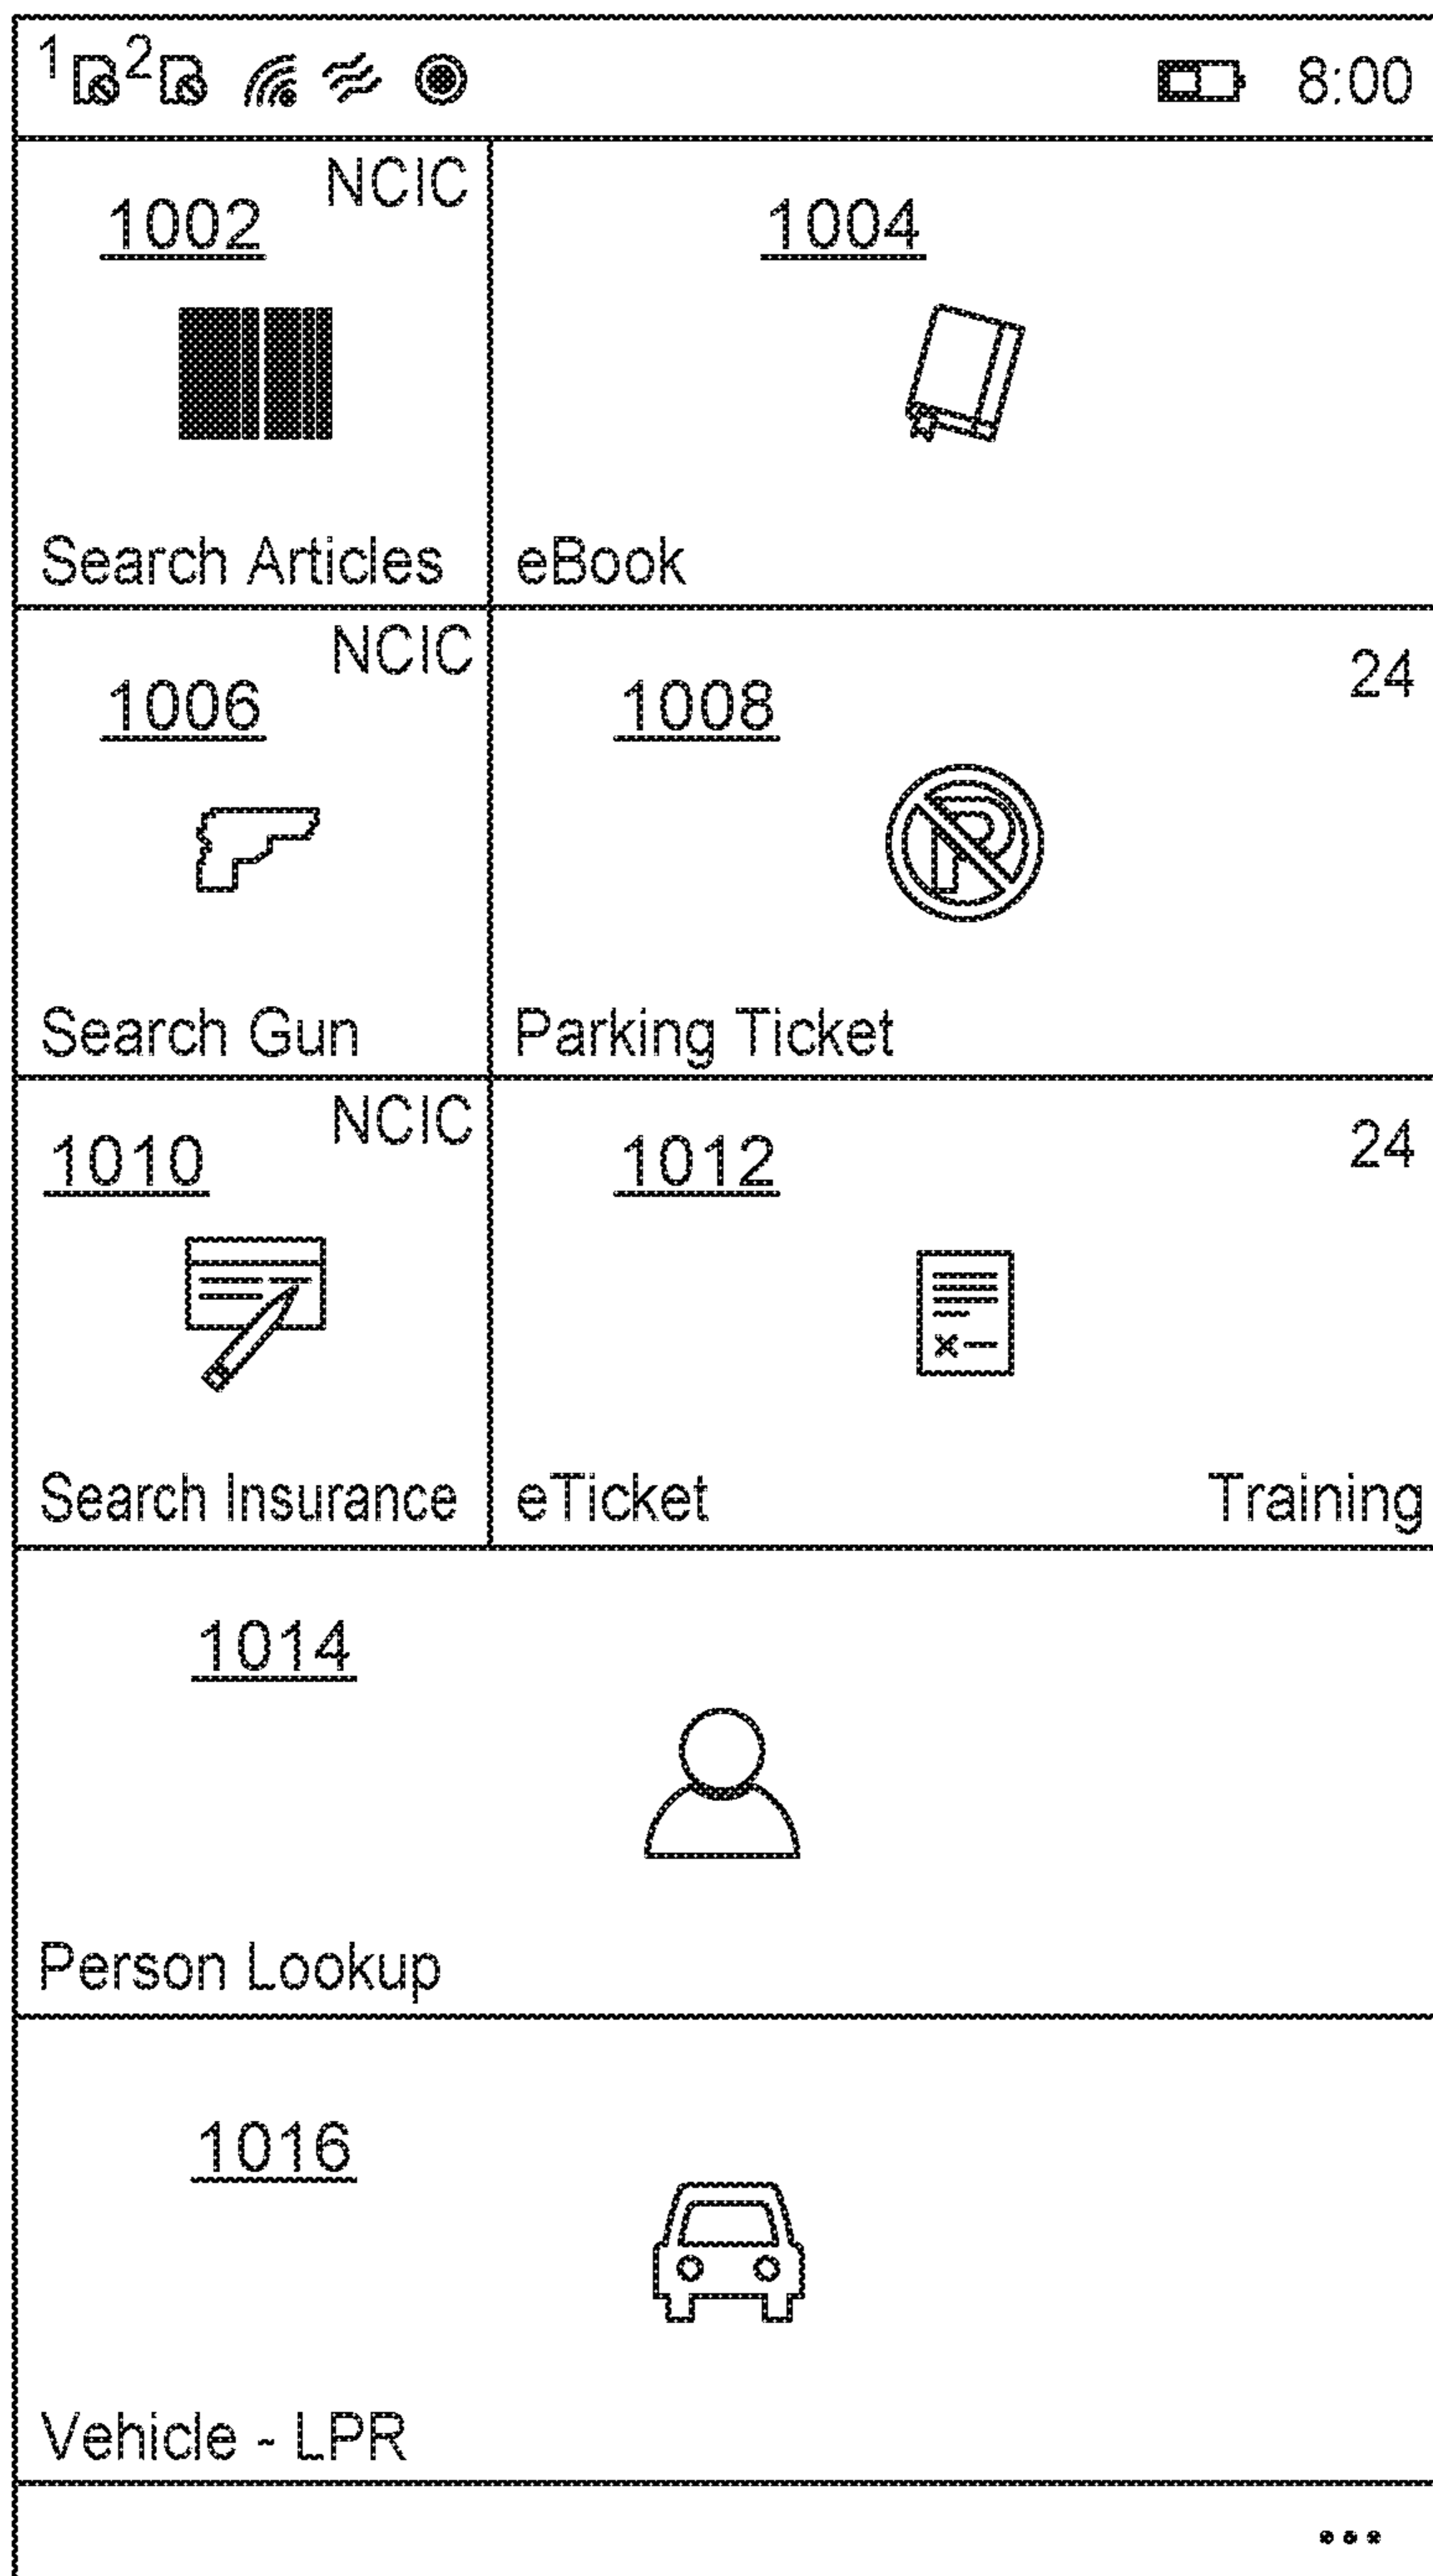 1 2 8:00
NCIC
1002
Search Articles
1004
eBook
NCIC
1006
Search Gun
24
1008
P
Parking Ticket
NCIC
1010
Search Insurance
24
1012
x
eTicket Training
1014
Person Lookup
1016
Vehicle - LPR
...